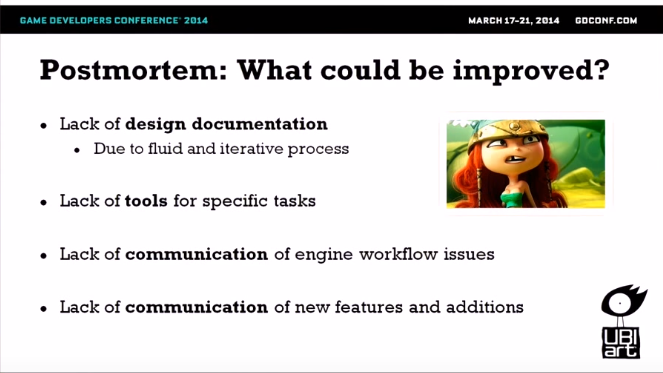 GAME DEVELOPERS CONFERENCE® 2014
MARCH 17-21, 2014 GDCONF.COM
Postmortem: What could be improved?
• Lack of design documentation
• Due to fluid and iterative process
• Lack of tools for specific tasks
• Lack of communication of engine workflow issues
• Lack of communication of new features and additions
UBI
art